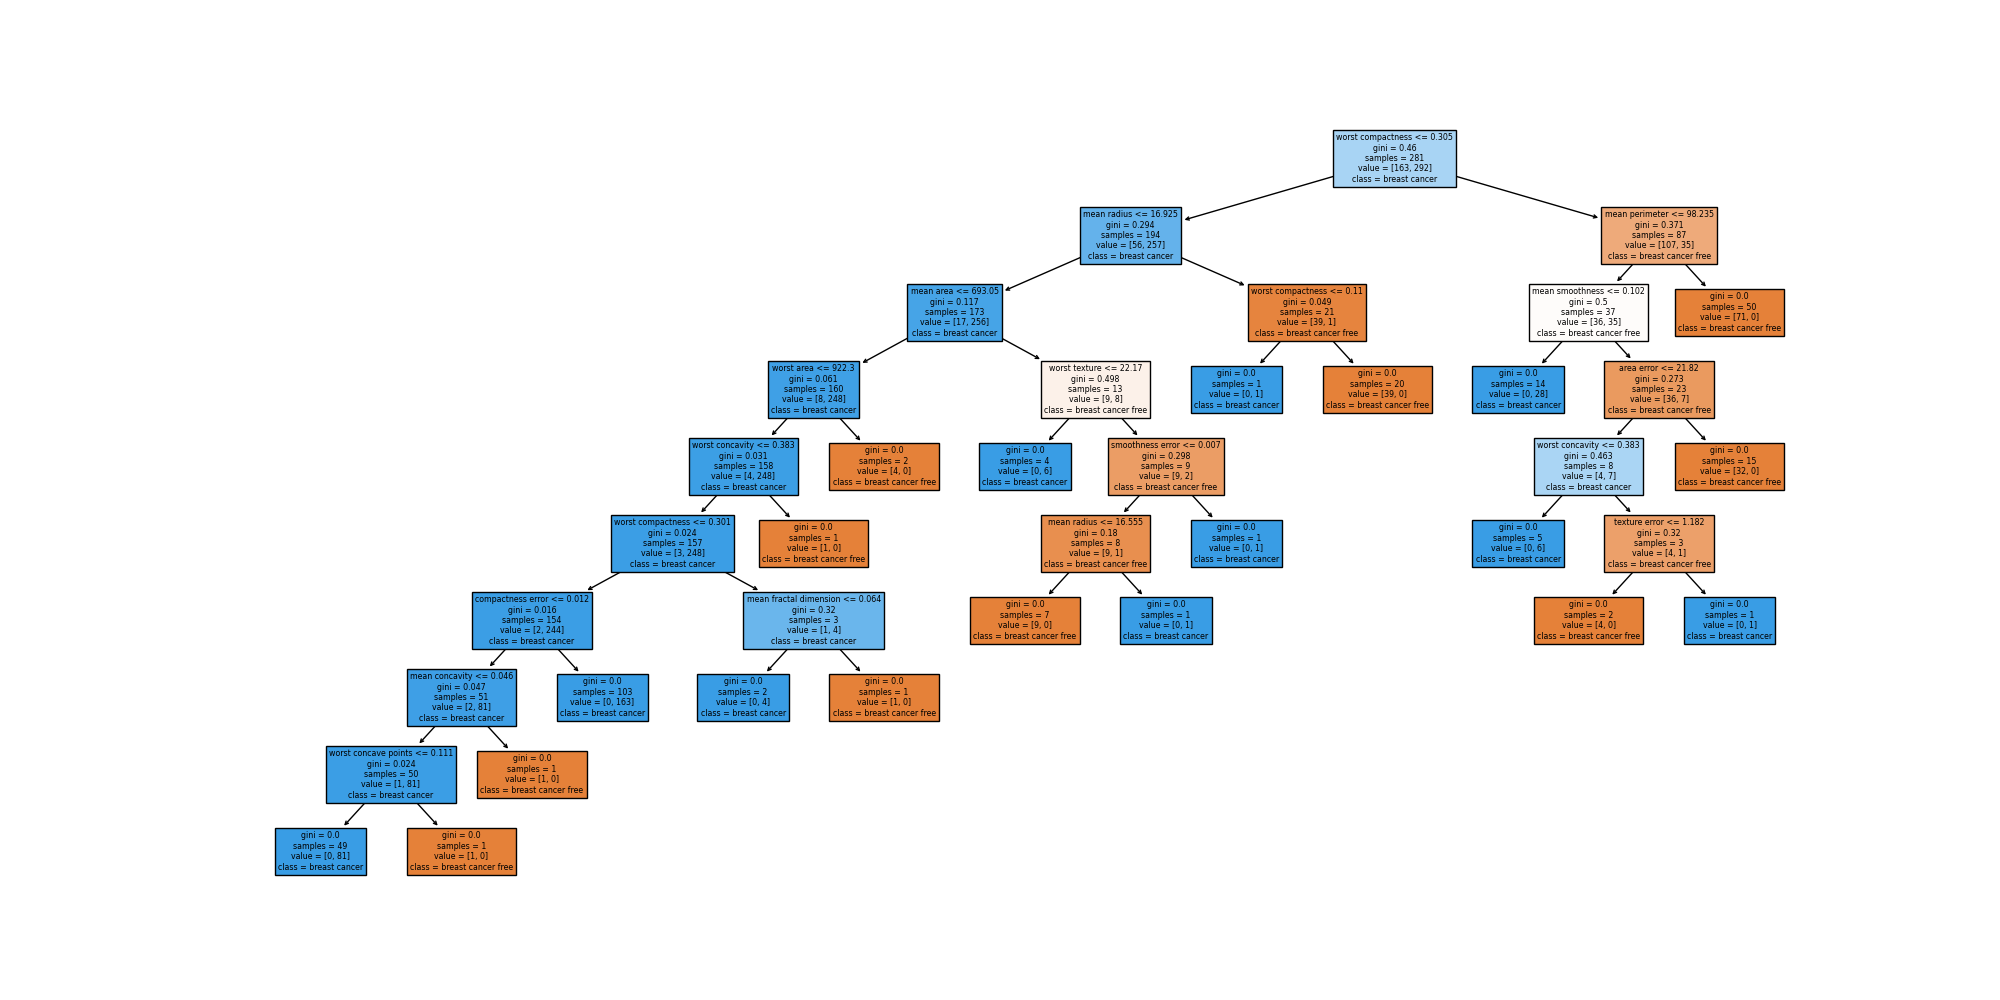 worst compactness <= 0.305
gini = 0.46
samples = 281
value = [163, 292]
class = breast cancer
mean radius <= 16.925
gini = 0.294
samples = 194
value = [56, 257]
class = breast cancer
mean perimeter <= 98.235
gini = 0.371
samples = 87
value = [107, 35]
class = breast cancer free
mean area <= 693.05
gini = 0.117
samples = 173
value = [17, 256]
class = breast cancer
worst compactness <= 0.11
gini = 0.049
samples = 21
value = [39, 1]
class = breast cancer free
mean smoothness <= 0.102
gini = 0.5
samples = 37
value = [36, 35]
class = breast cancer free
gini = 0.0
samples = 50
value = [71, 0]
class = breast cancer free
worst area <= 922.3
gini = 0.061
samples = 160
value = [8, 248]
class = breast cancer
worst texture <= 22.17
gini = 0.498
samples = 13
value = [9, 8]
class = breast cancer free
gini = 0.0
samples = 1
value = [0, 1]
class = breast cancer
gini = 0.0
samples = 20
value = [39, 0]
class = breast cancer free
gini = 0.0
samples = 14
value = [0, 28]
class = breast cancer
area error <= 21.82
gini = 0.273
samples = 23
value = [36, 7]
class = breast cancer free
worst concavity <= 0.383
gini = 0.031
samples = 158
value = [4, 248]
class = breast cancer
gini = 0.0
samples = 2
value = [4, 0]
class = breast cancer free
gini = 0.0
samples = 4
value = [0, 6]
class = breast cancer
smoothness error <= 0.007
gini = 0.298
samples = 9
value = [9, 2]
class = breast cancer free
worst concavity <= 0.383
gini = 0.463
samples = 8
value = [4, 7]
class = breast cancer
gini = 0.0
samples = 15
value = [32, 0]
class = breast cancer free
worst compactness <= 0.301
gini = 0.024
samples = 157
value = [3, 248]
class = breast cancer
gini = 0.0
samples = 1
value = [1, 0]
class = breast cancer free
mean radius <= 16.555
gini = 0.18
samples = 8
value = [9, 1]
class = breast cancer free
gini = 0.0
samples = 1
value = [0, 1]
class = breast cancer
gini = 0.0
samples = 5
value = [0, 6]
class = breast cancer
texture error <= 1.182
gini = 0.32
samples = 3
value = [4, 1]
class = breast cancer free
compactness error <= 0.012
gini = 0.016
samples = 154
value = [2, 244]
class = breast cancer
mean fractal dimension <= 0.064
gini = 0.32
samples = 3
value = [1, 4]
class = breast cancer
gini = 0.0
samples = 7
value = [9, 0]
class = breast cancer free
gini = 0.0
samples = 1
value = [0, 1]
class = breast cancer
gini = 0.0
samples = 2
value = [4, 0]
class = breast cancer free
gini = 0.0
samples = 1
value = [0, 1]
class = breast cancer
mean concavity <= 0.046
gini = 0.047
samples = 51
value = [2, 81]
class = breast cancer
gini = 0.0
samples = 103
value = [0, 163]
class = breast cancer
gini = 0.0
samples = 2
value = [0, 4]
class = breast cancer
gini = 0.0
samples = 1
value = [1, 0]
class = breast cancer free
worst concave points <= 0.111
gini = 0.024
samples = 50
value = [1, 81]
class = breast cancer
gini = 0.0
samples = 1
value = [1, 0]
class = breast cancer free
gini = 0.0
samples = 49
value = [0, 81]
class = breast cancer
gini = 0.0
samples = 1
value = [1, 0]
class = breast cancer free